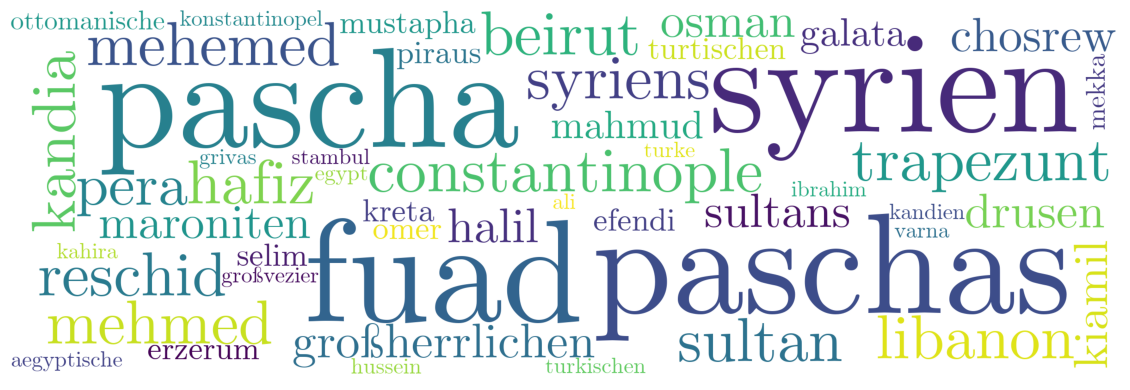 ottomanische
konstantinopel
mustapha
beirut
osman
galata
chosrew
mehemed
piraus
turtischen
kandia
pascha
syriens
syrien
mekka
mahmud
grivas
stambul
turke
trapezunt
pera
hafiz
egypt
constantinople
ibrahim
maroniten
kreta
ali
omer
halil
efendi
sultans
kandien
drusen
varna
kahira
selim
fuad
paschas
kiamil
reschid
großvezier
mehmed
großherrlichen
sultan
libanon
erzerum
aegyptische
hussein
turkischen